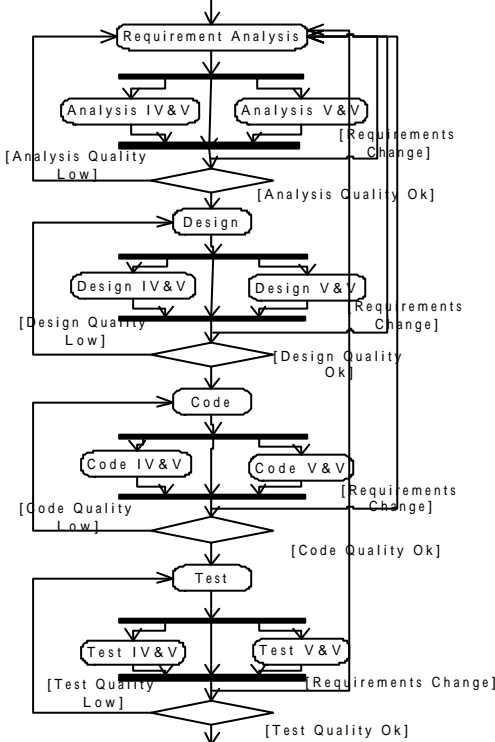 Requirement Analysis
Analysis IV&V
Analysis V&V
[Requirements
Change]
[Analysis Quality
Low]
[Analysis Quality Ok]
Design
Design IV&V
Design V&V
[Requirements
Change]
[Design Quality
Low]
[Design Quality
Ok]
Code
Code IV&V
Code V&V
[Requirements
Change]
[Code Quality
Low]
[Code Quality Ok]
Test
Test IV&V
Test V&V
[Test Quality
Low]
[Requirements Change]
[Test Quality Ok]